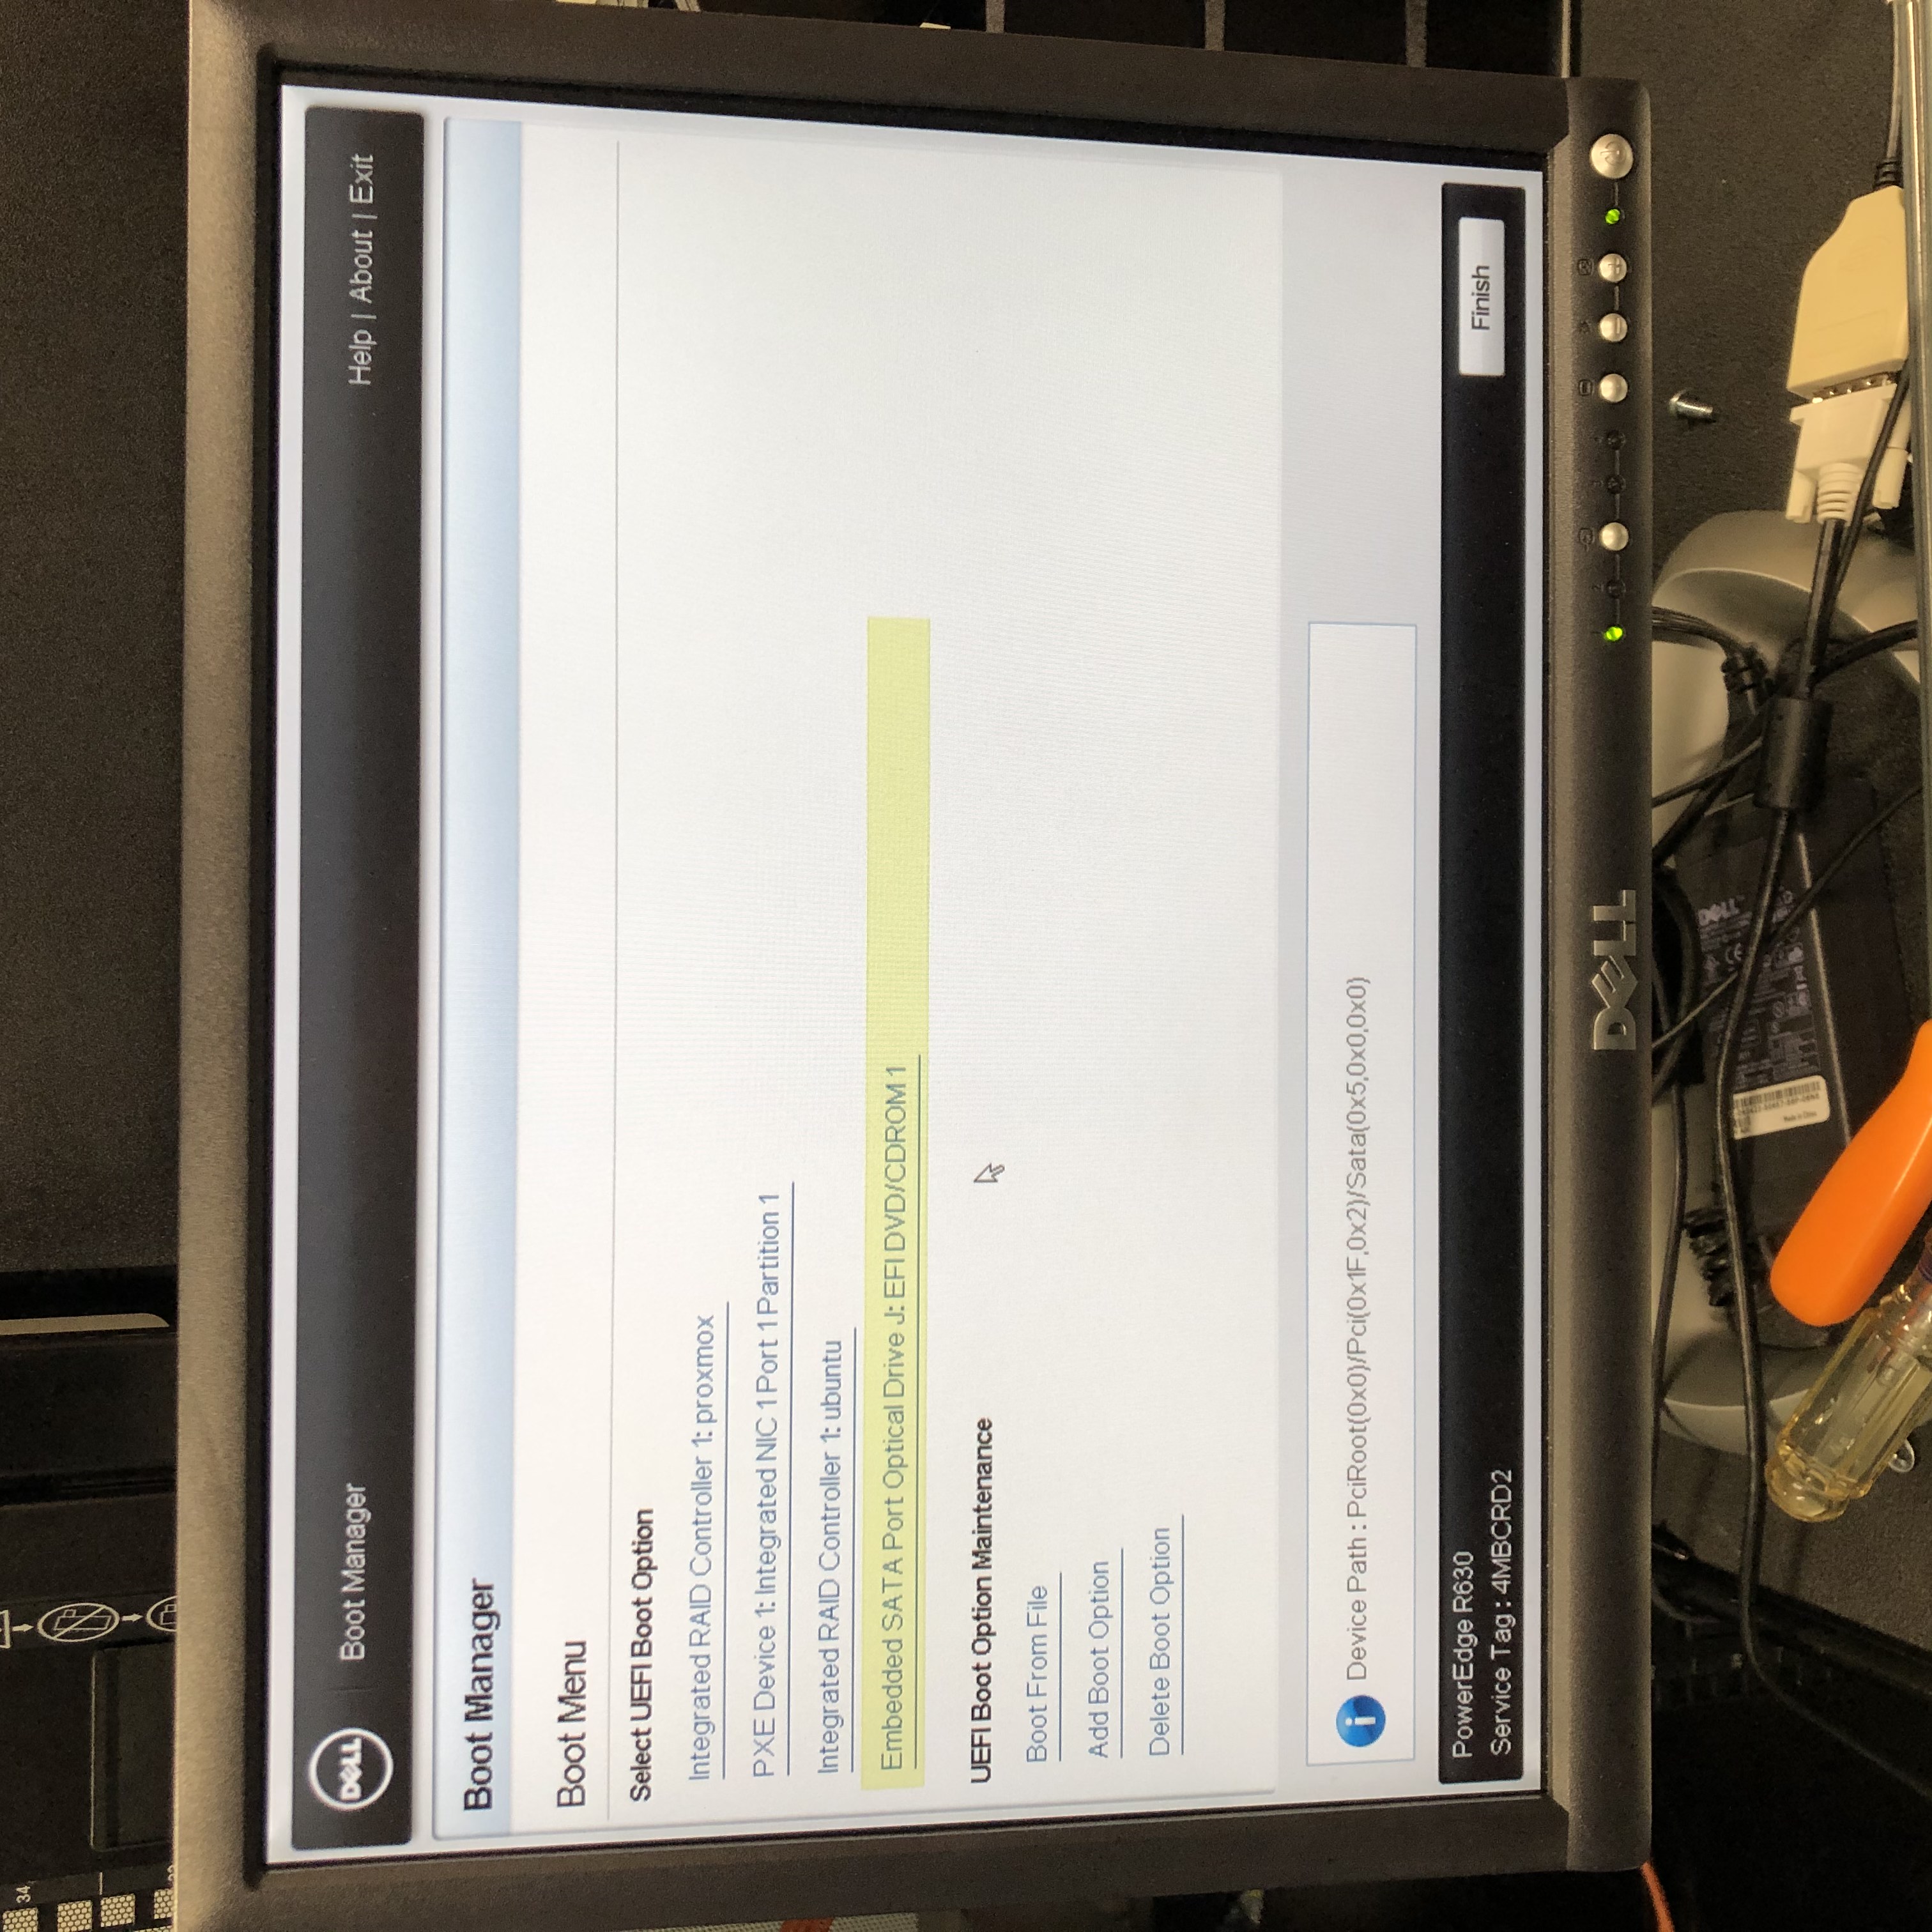 34
DELL
Boot Manager
Help | About | Exit
Boot Manager
Boot Menu
Select UEFI Boot Option
Integrated RAID Controller 1: proxmox
PXE Device 1: Integrated NIC 1 Port 1 Partition 1
Integrated RAID Controller 1: ubuntu
Embedded SATA Port Optical Drive J: EFI DVD/CDROM 1
UEFI Boot Option Maintenance
Boot From File
Add Boot Option
Delete Boot Option
Device Path : PciRoot(0x0)/Pci(0x1F,0x2)/Sata(0x5,0x0,0x0)
PowerEdge R630
Service Tag : 4MBCRD2
Finish
DELL
DELL